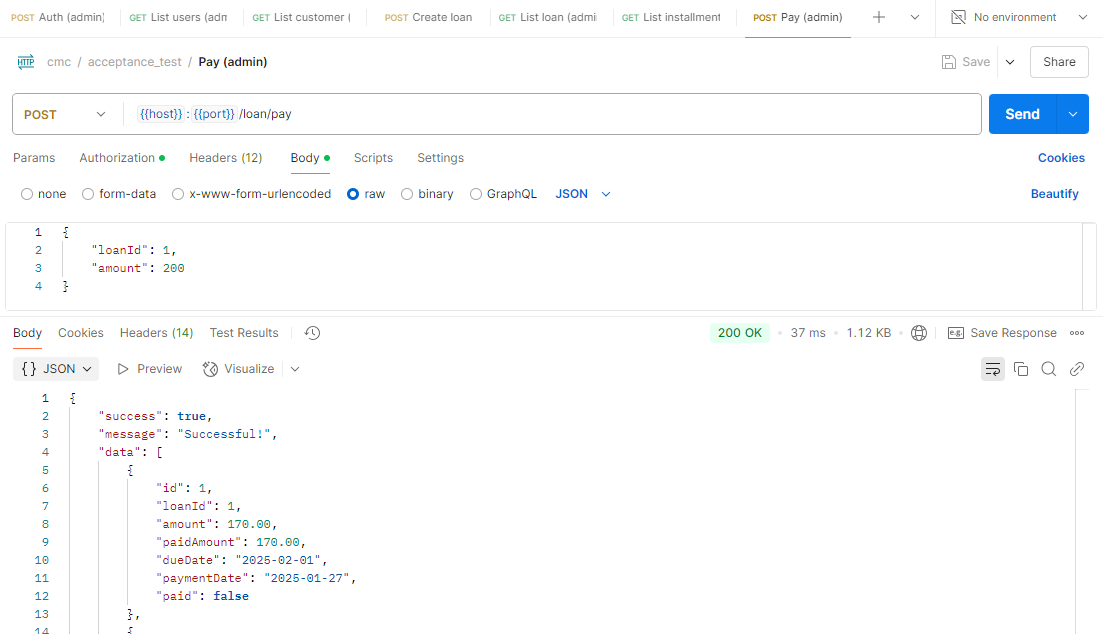 POST Auth (admin) GET List users (adm GET List customer ( POST Create loan GET List loan (admi GET List installment POST Pay (admin) No environment
HTTP cmc / acceptance_test / Pay (admin) Save Share
POST {{host}}:{{port}}/loan/pay Send
Params Authorization Headers (12) Body Scripts Settings Cookies
none form-data x-www-form-urlencoded raw binary GraphQL JSON Beautify
1 {
2 "loanId": 1,
3 "amount": 200
4 }
Body Cookies Headers (14) Test Results 200 OK • 37 ms • 1.12 KB • e.g. Save Response
{} JSON Preview Visualize
1 {
2 "success": true,
3 "message": "Successful!",
4 "data": [
5 {
6 "id": 1,
7 "loanId": 1,
8 "amount": 170.00,
9 "paidAmount": 170.00,
10 "dueDate": "2025-02-01",
11 "paymentDate": "2025-01-27",
12 "paid": false
13 },
14 {